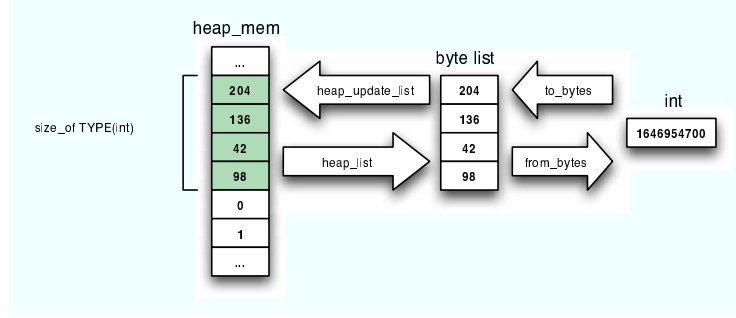 heap_mem
...
204
136
42
98
0
1
...
size_of TYPE(int)
heap_update_list
heap_list
byte list
204
136
42
98
to_bytes
from_bytes
int
1646954700